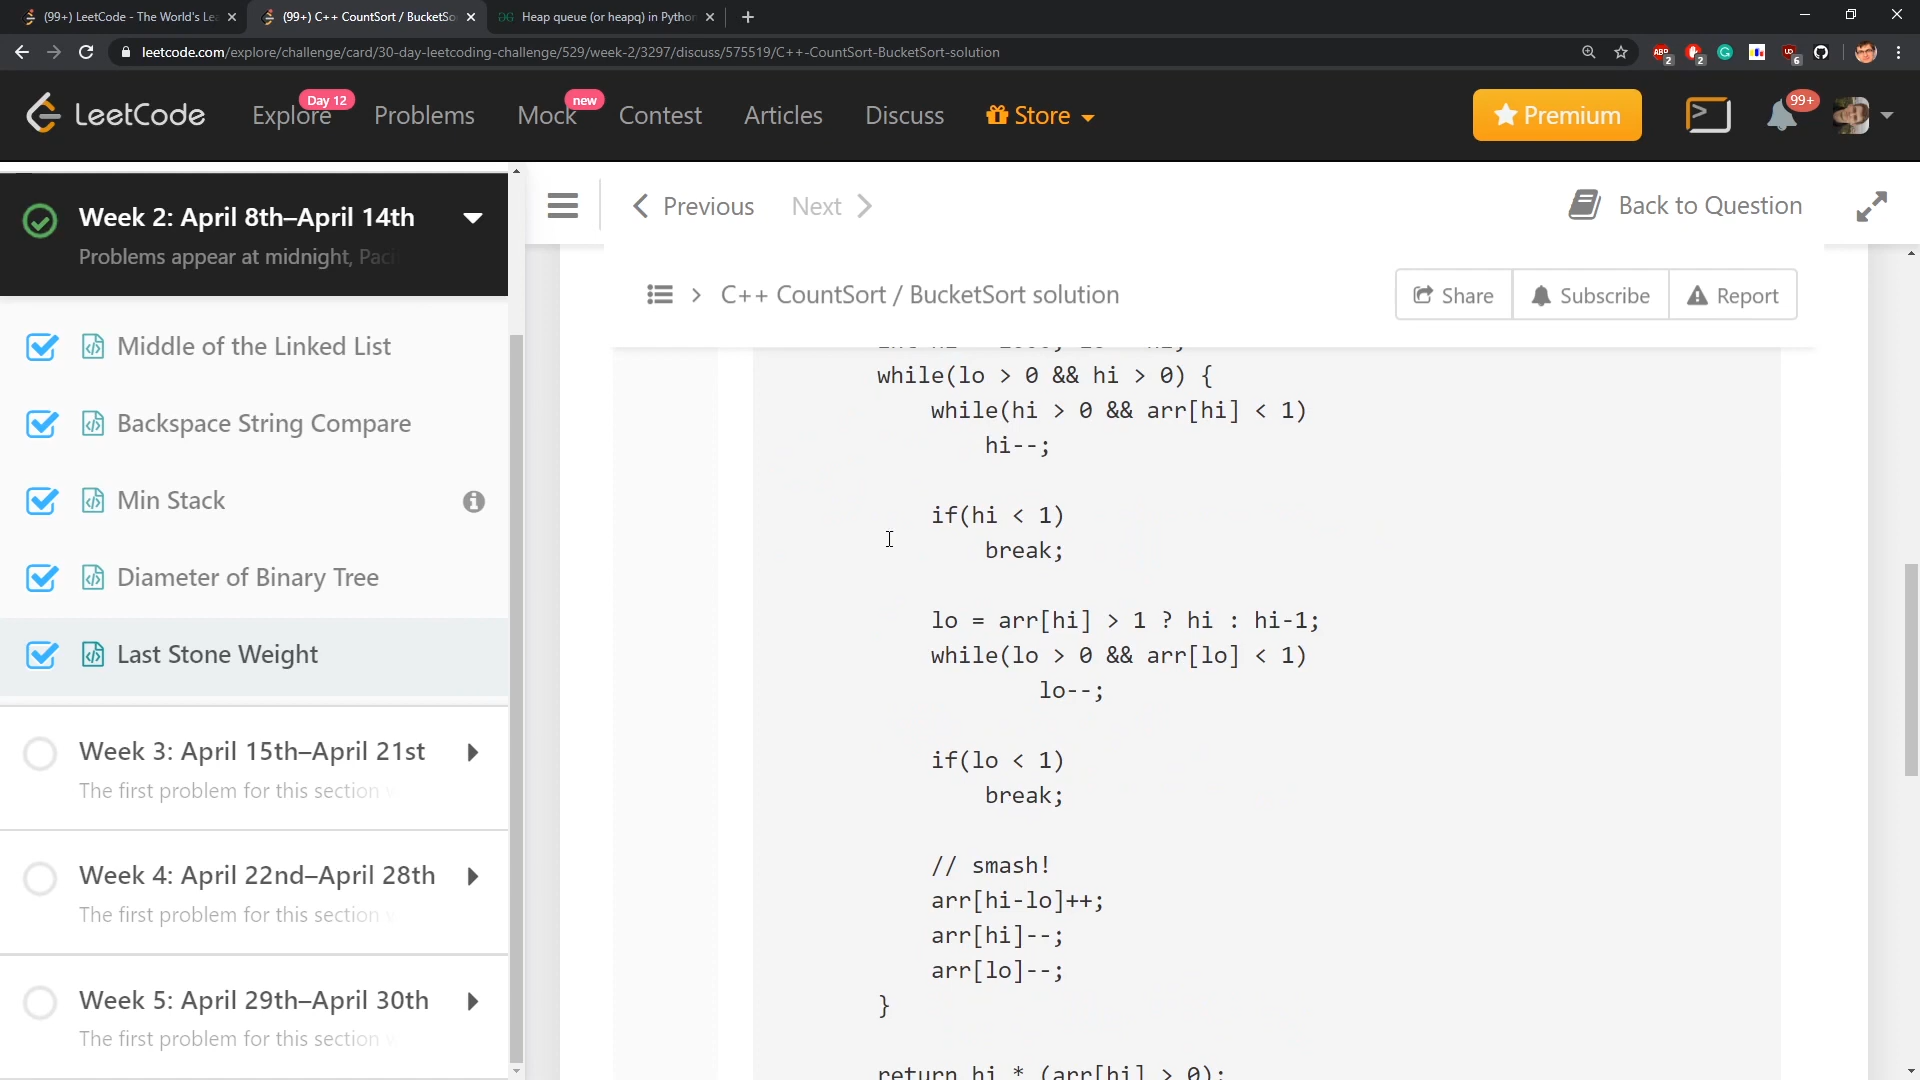 (99+) LeetCode - The World's Le
(99+) C++ CountSort / BucketSo
Heap queue (or heapq) in Pytho
leetcode.com/explore/challenge/card/30-day-leetcoding-challenge/529/week-2/3297/discuss/575519/C++-CountSort-BucketSort-solution
LeetCode
Explore
Day 12
Problems
Mock
new
Contest
Articles
Discuss
Store
Premium
99+
Week 2: April 8th–April 14th
Problems appear at midnight, Paci
Middle of the Linked List
Backspace String Compare
Min Stack
Diameter of Binary Tree
Last Stone Weight
Week 3: April 15th–April 21st
The first problem for this section
Week 4: April 22nd–April 28th
The first problem for this section
Week 5: April 29th–April 30th
The first problem for this section
Previous
Next
Back to Question
C++ CountSort / BucketSort solution
Share
Subscribe
Report
while(lo > 0 && hi > 0) {
while(hi > 0 && arr[hi] < 1)
hi--;
if(hi < 1)
break;
lo = arr[hi] > 1 ? hi : hi-1;
while(lo > 0 && arr[lo] < 1)
lo--;
if(lo < 1)
break;
// smash!
arr[hi-lo]++;
arr[hi]--;
arr[lo]--;
}
return hi * (arr[hi] > 0);